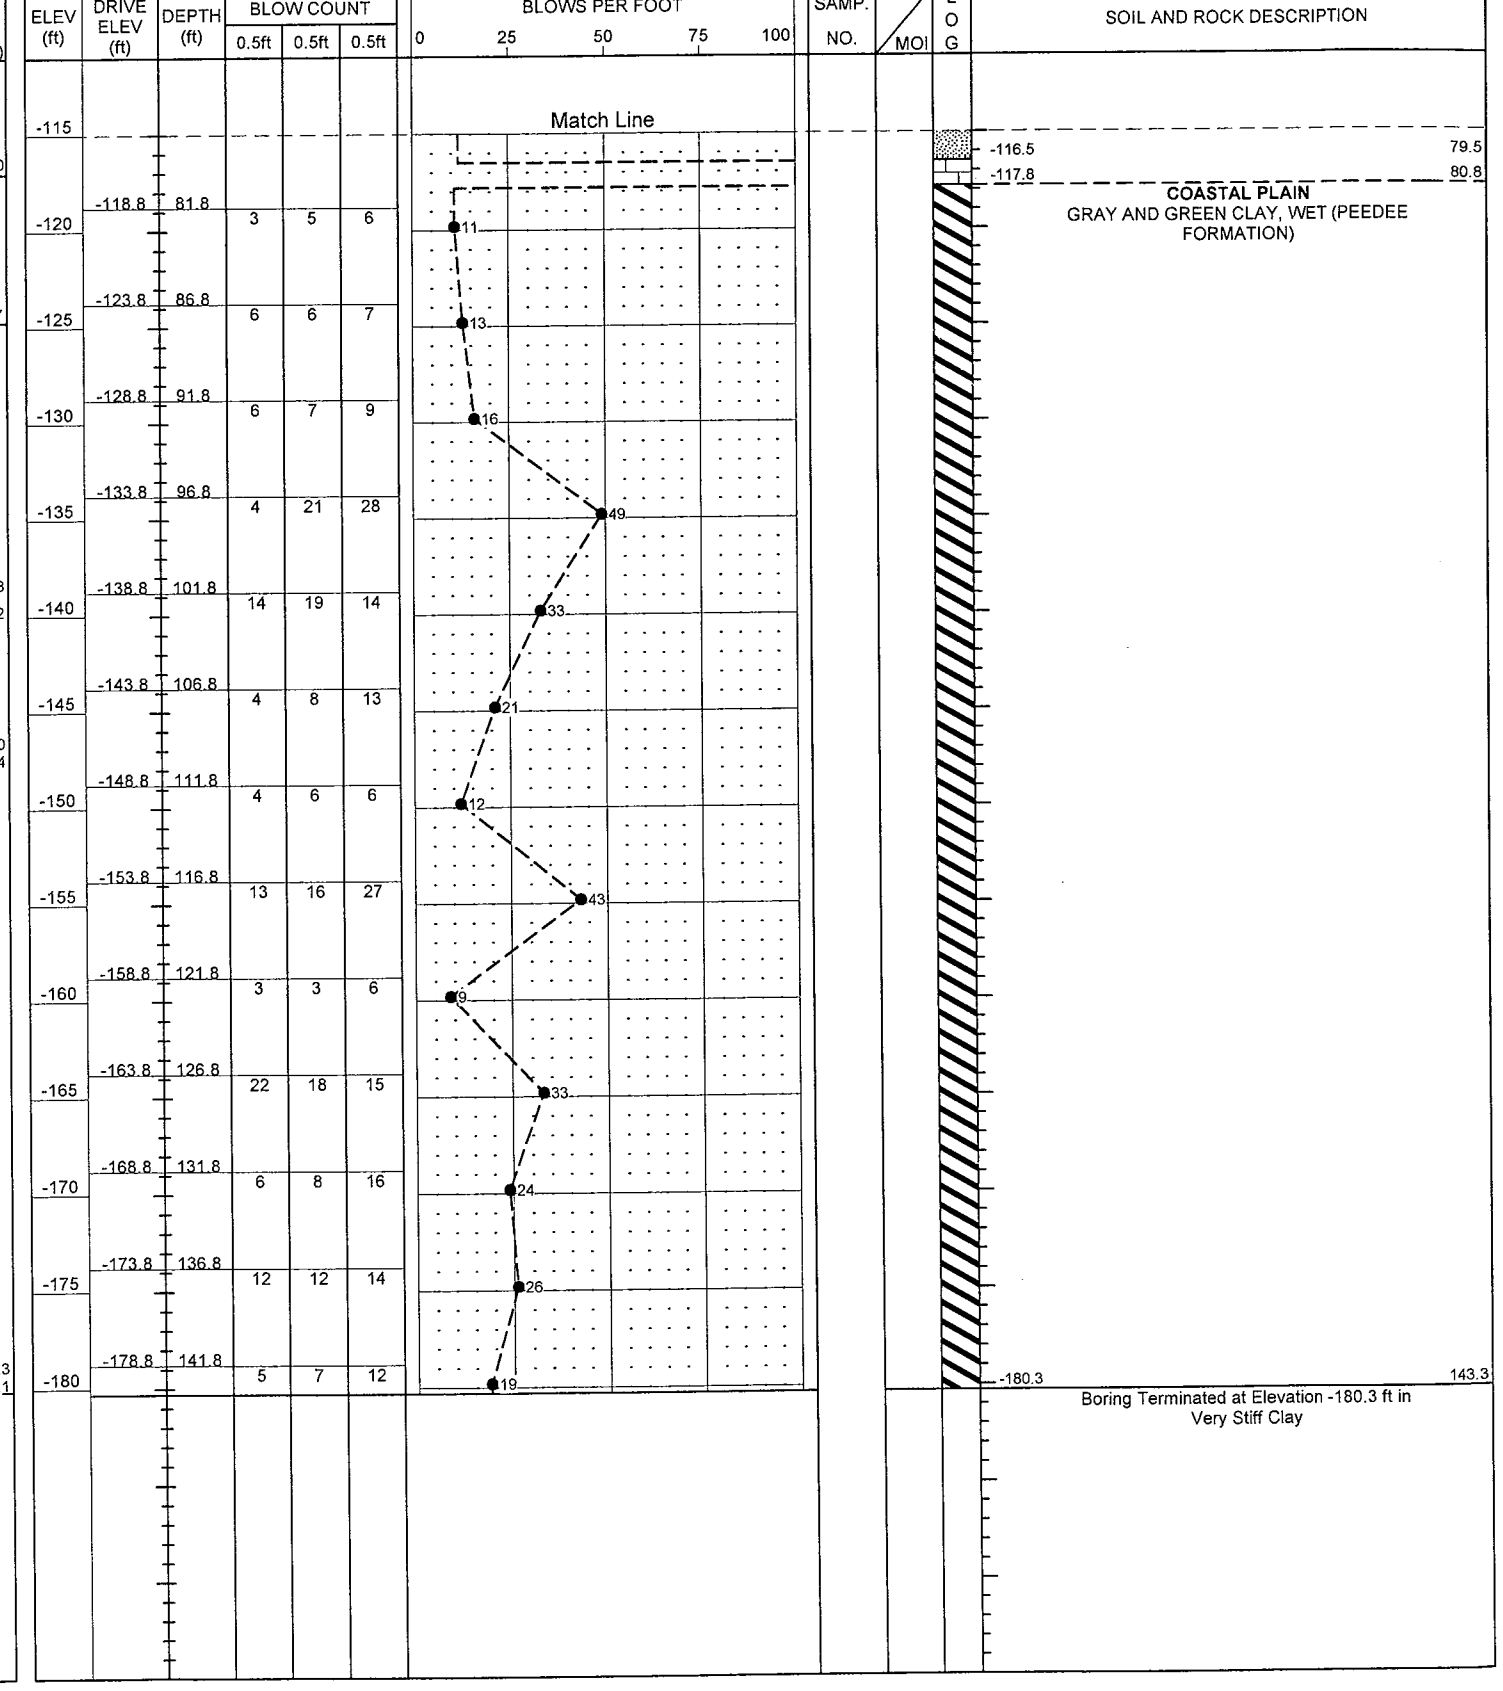 ELEV (ft) DRIVE ELEV (ft) DEPTH (ft) BLOW COUNT BLOWS PER FOOT SAMP. NO. MOI L O G SOIL AND ROCK DESCRIPTION
0.5ft 0.5ft 0.5ft 0 25 50 75 100
Match Line
-115
-116.5 79.5
-117.8 80.8
COASTAL PLAIN
GRAY AND GREEN CLAY, WET (PEEDEE
FORMATION)
-118.8 81.8 3 5 6
-120 11
-123.8 86.8 6 6 7
-125 13
-128.8 91.8 6 7 9
-130 16
-133.8 96.8 4 21 28
-135 49
-138.8 101.8 14 19 14
-140 33
-143.8 106.8 4 8 13
-145 21
-148.8 111.8 4 6 6
-150 12
-153.8 116.8 13 16 27
-155 43
-158.8 121.8 3 3 6
-160 9
-163.8 126.8 22 18 15
-165 33
-168.8 131.8 6 8 16
-170 24
-173.8 136.8 12 12 14
-175 26
-178.8 141.8 5 7 12
-180 19
-180.3 143.3
Boring Terminated at Elevation -180.3 ft in
Very Stiff Clay